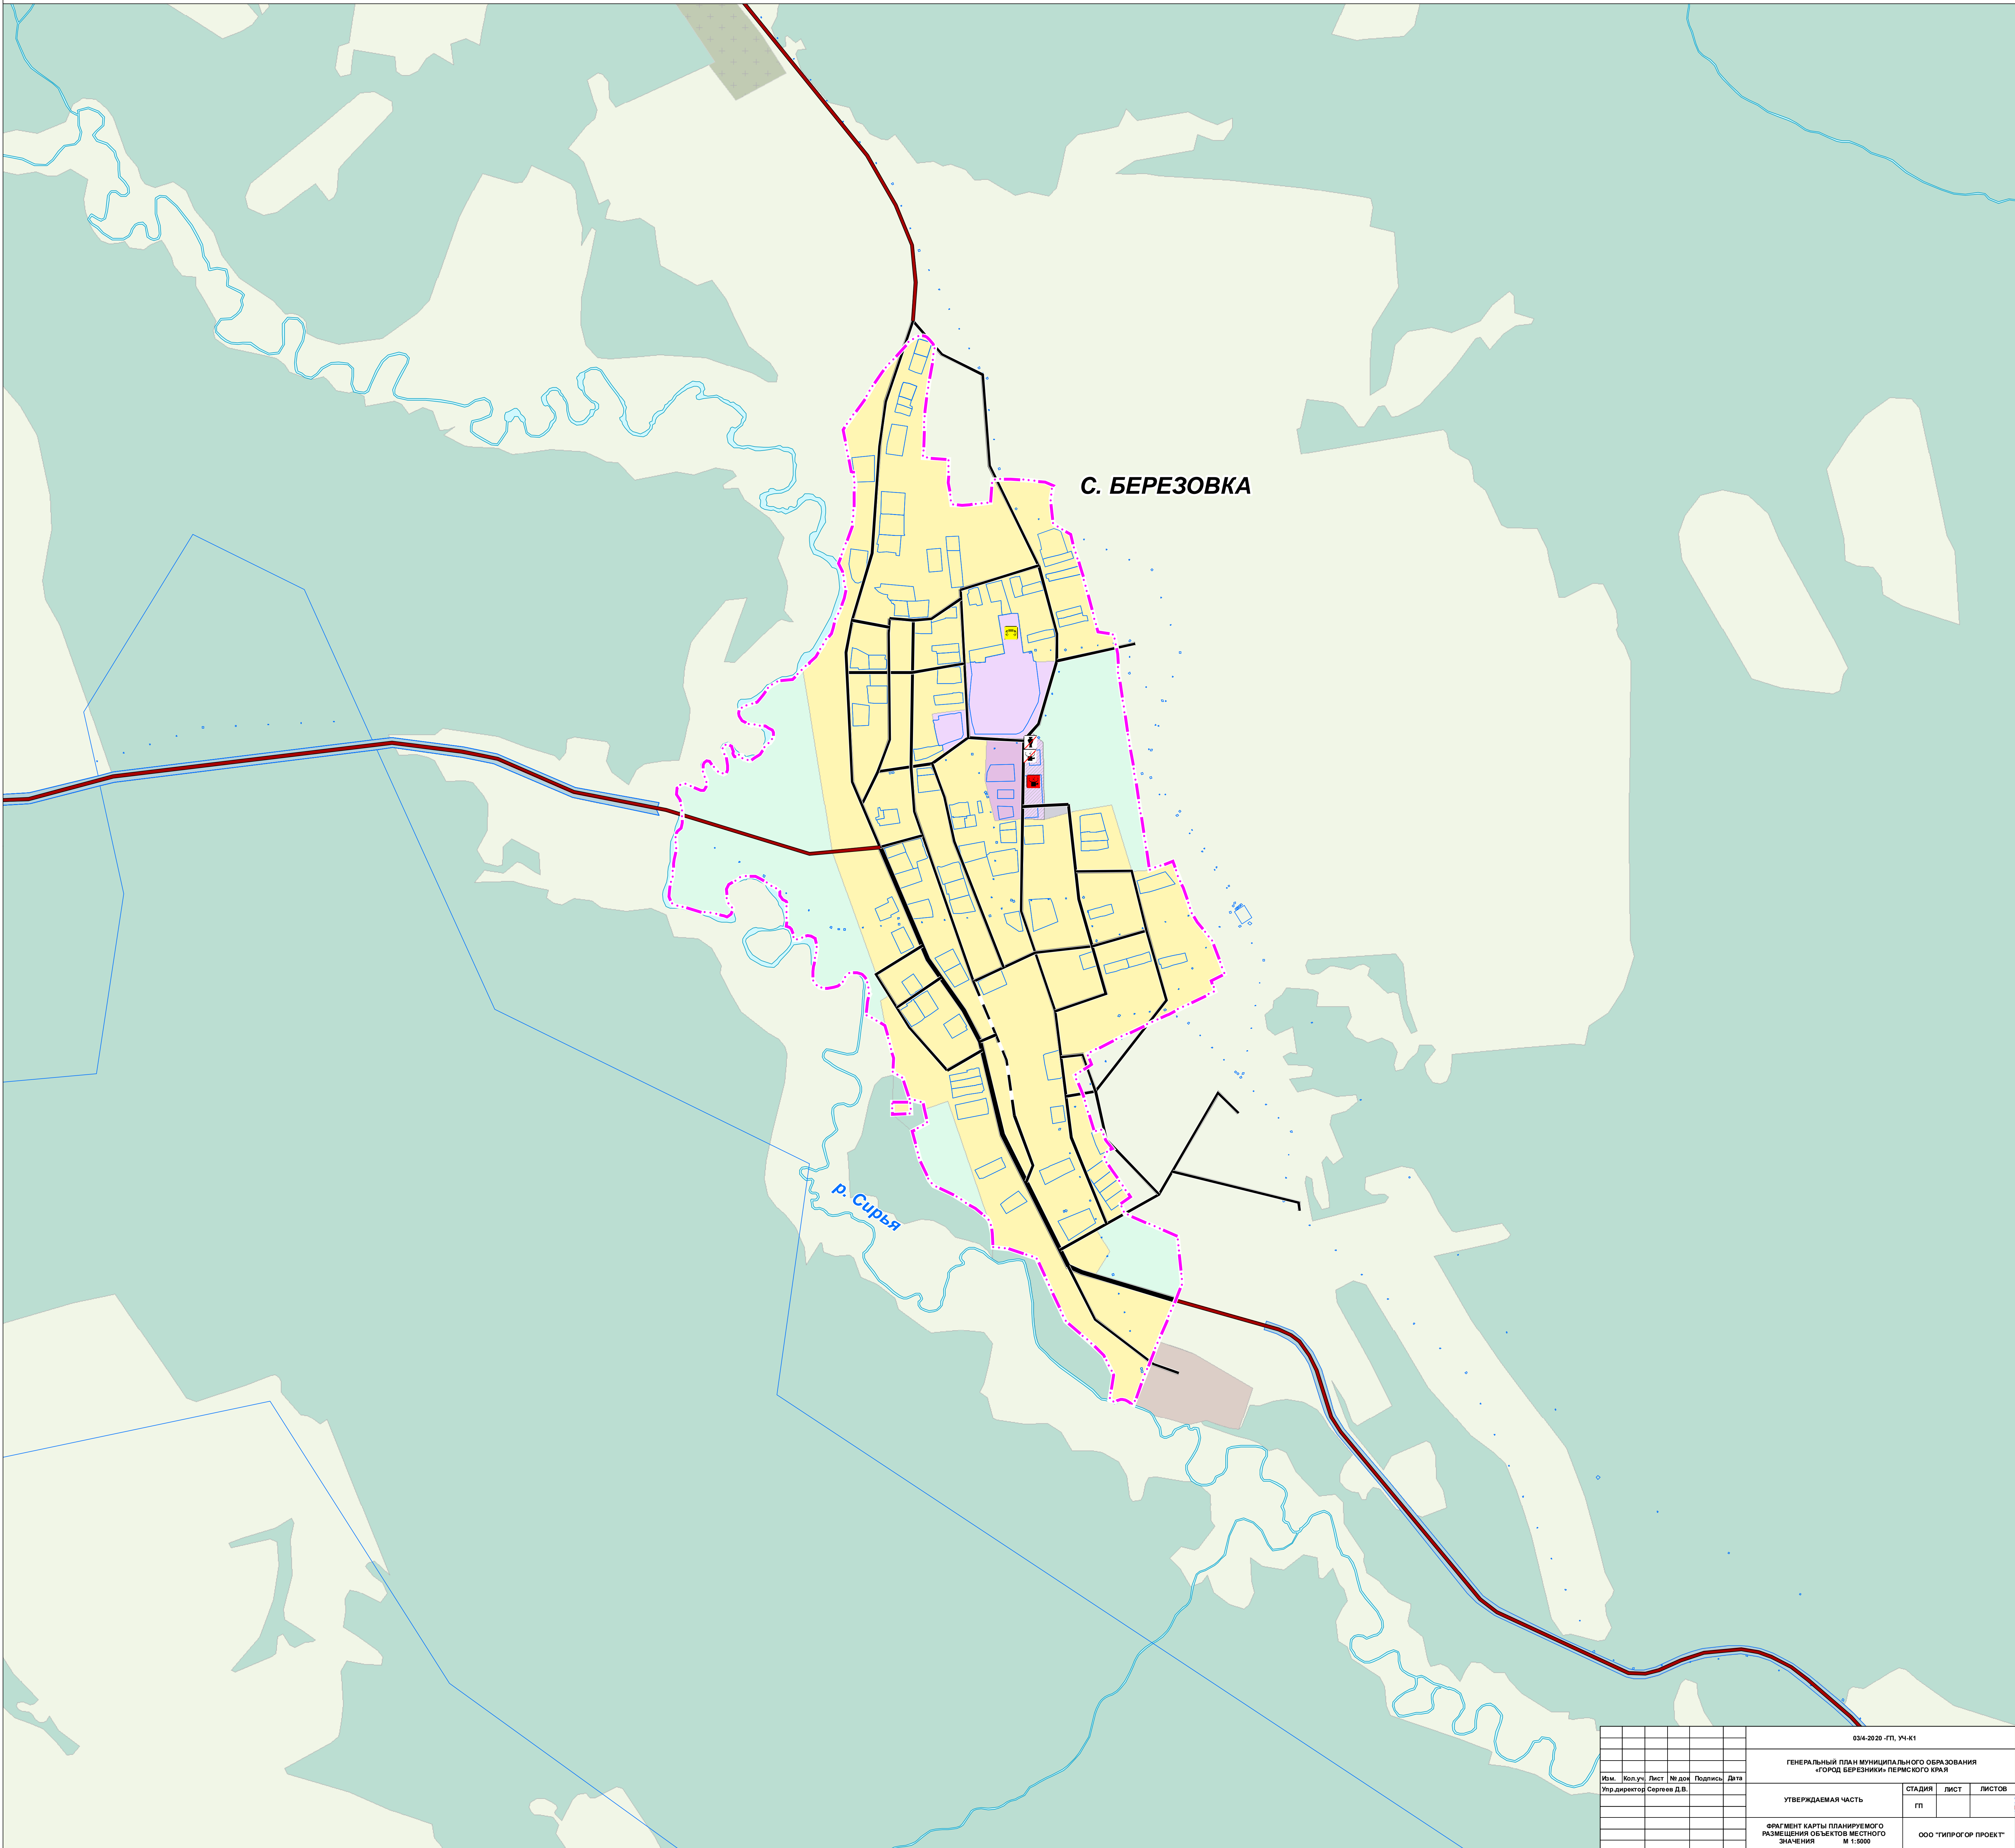 С. БЕРЕЗОВКА
р. Сирья
03/4-2020 -ГП, УЧ-К1
ГЕНЕРАЛЬНЫЙ ПЛАН МУНИЦИПАЛЬНОГО ОБРАЗОВАНИЯ
«ГОРОД БЕРЕЗНИКИ» ПЕРМСКОГО КРАЯ
Изм. Кол.уч Лист № док Подпись Дата
Упр.директор Сергеев Д.В.
УТВЕРЖДАЕМАЯ ЧАСТЬ
СТАДИЯ ЛИСТ ЛИСТОВ
ГП
ФРАГМЕНТ КАРТЫ ПЛАНИРУЕМОГО
РАЗМЕЩЕНИЯ ОБЪЕКТОВ МЕСТНОГО
ЗНАЧЕНИЯ М 1:5000
ООО "ГИПРОГОР ПРОЕКТ"